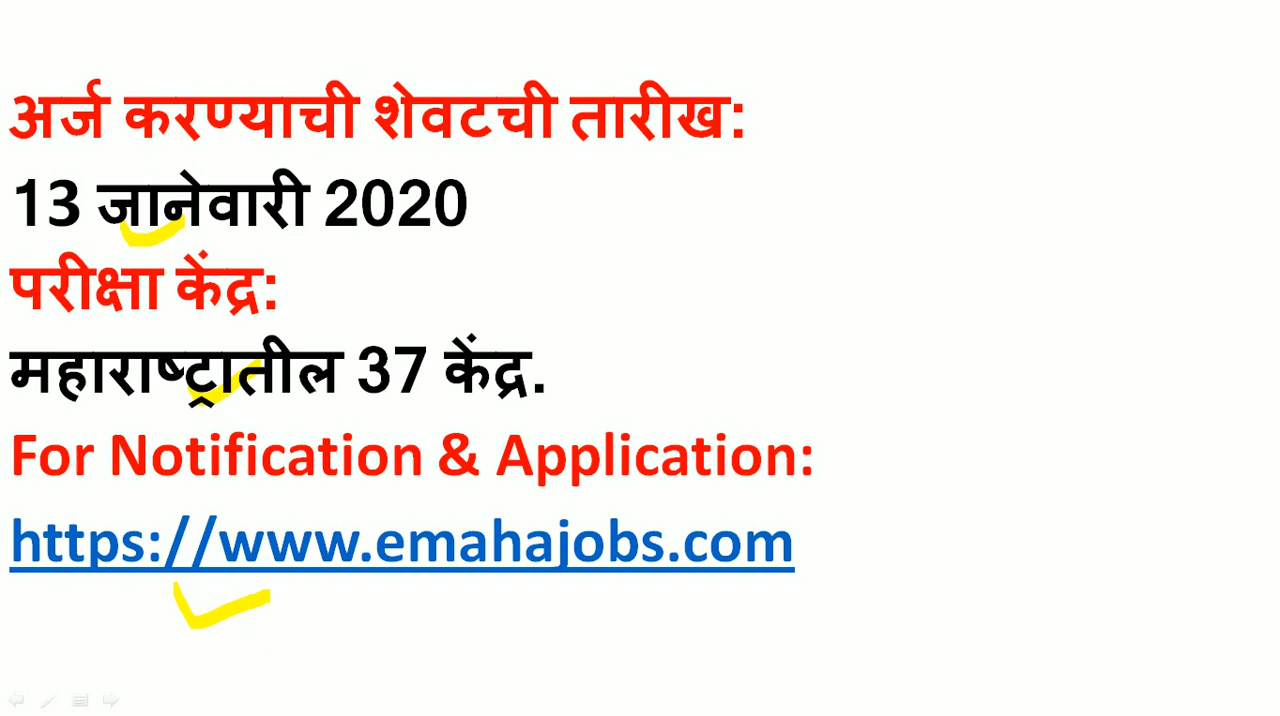 अर्ज करण्याची शेवटची तारीख:
13 जानेवारी 2020
परीक्षा केंद्र:
महाराष्ट्रातील 37 केंद्र.
For Notification & Application:
https://www.emahajobs.com